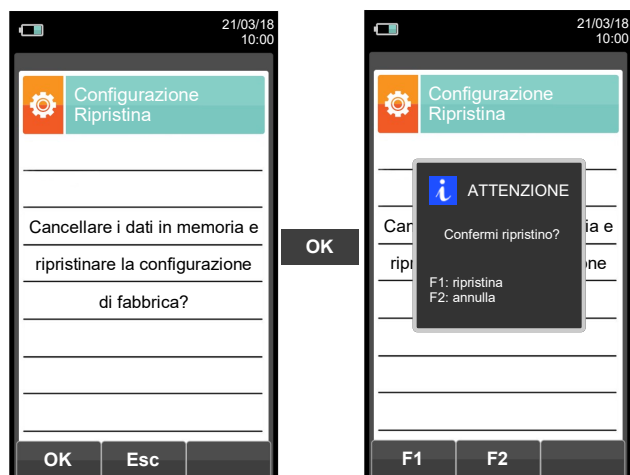 21/03/18
10:00
Configurazione
Ripristina
Cancellare i dati in memoria e
ripristinare la configurazione
di fabbrica?
OK
Esc
OK
21/03/18
10:00
Configurazione
Ripristina
ATTENZIONE
Confermi ripristino?
F1: ripristina
F2: annulla
F1
F2